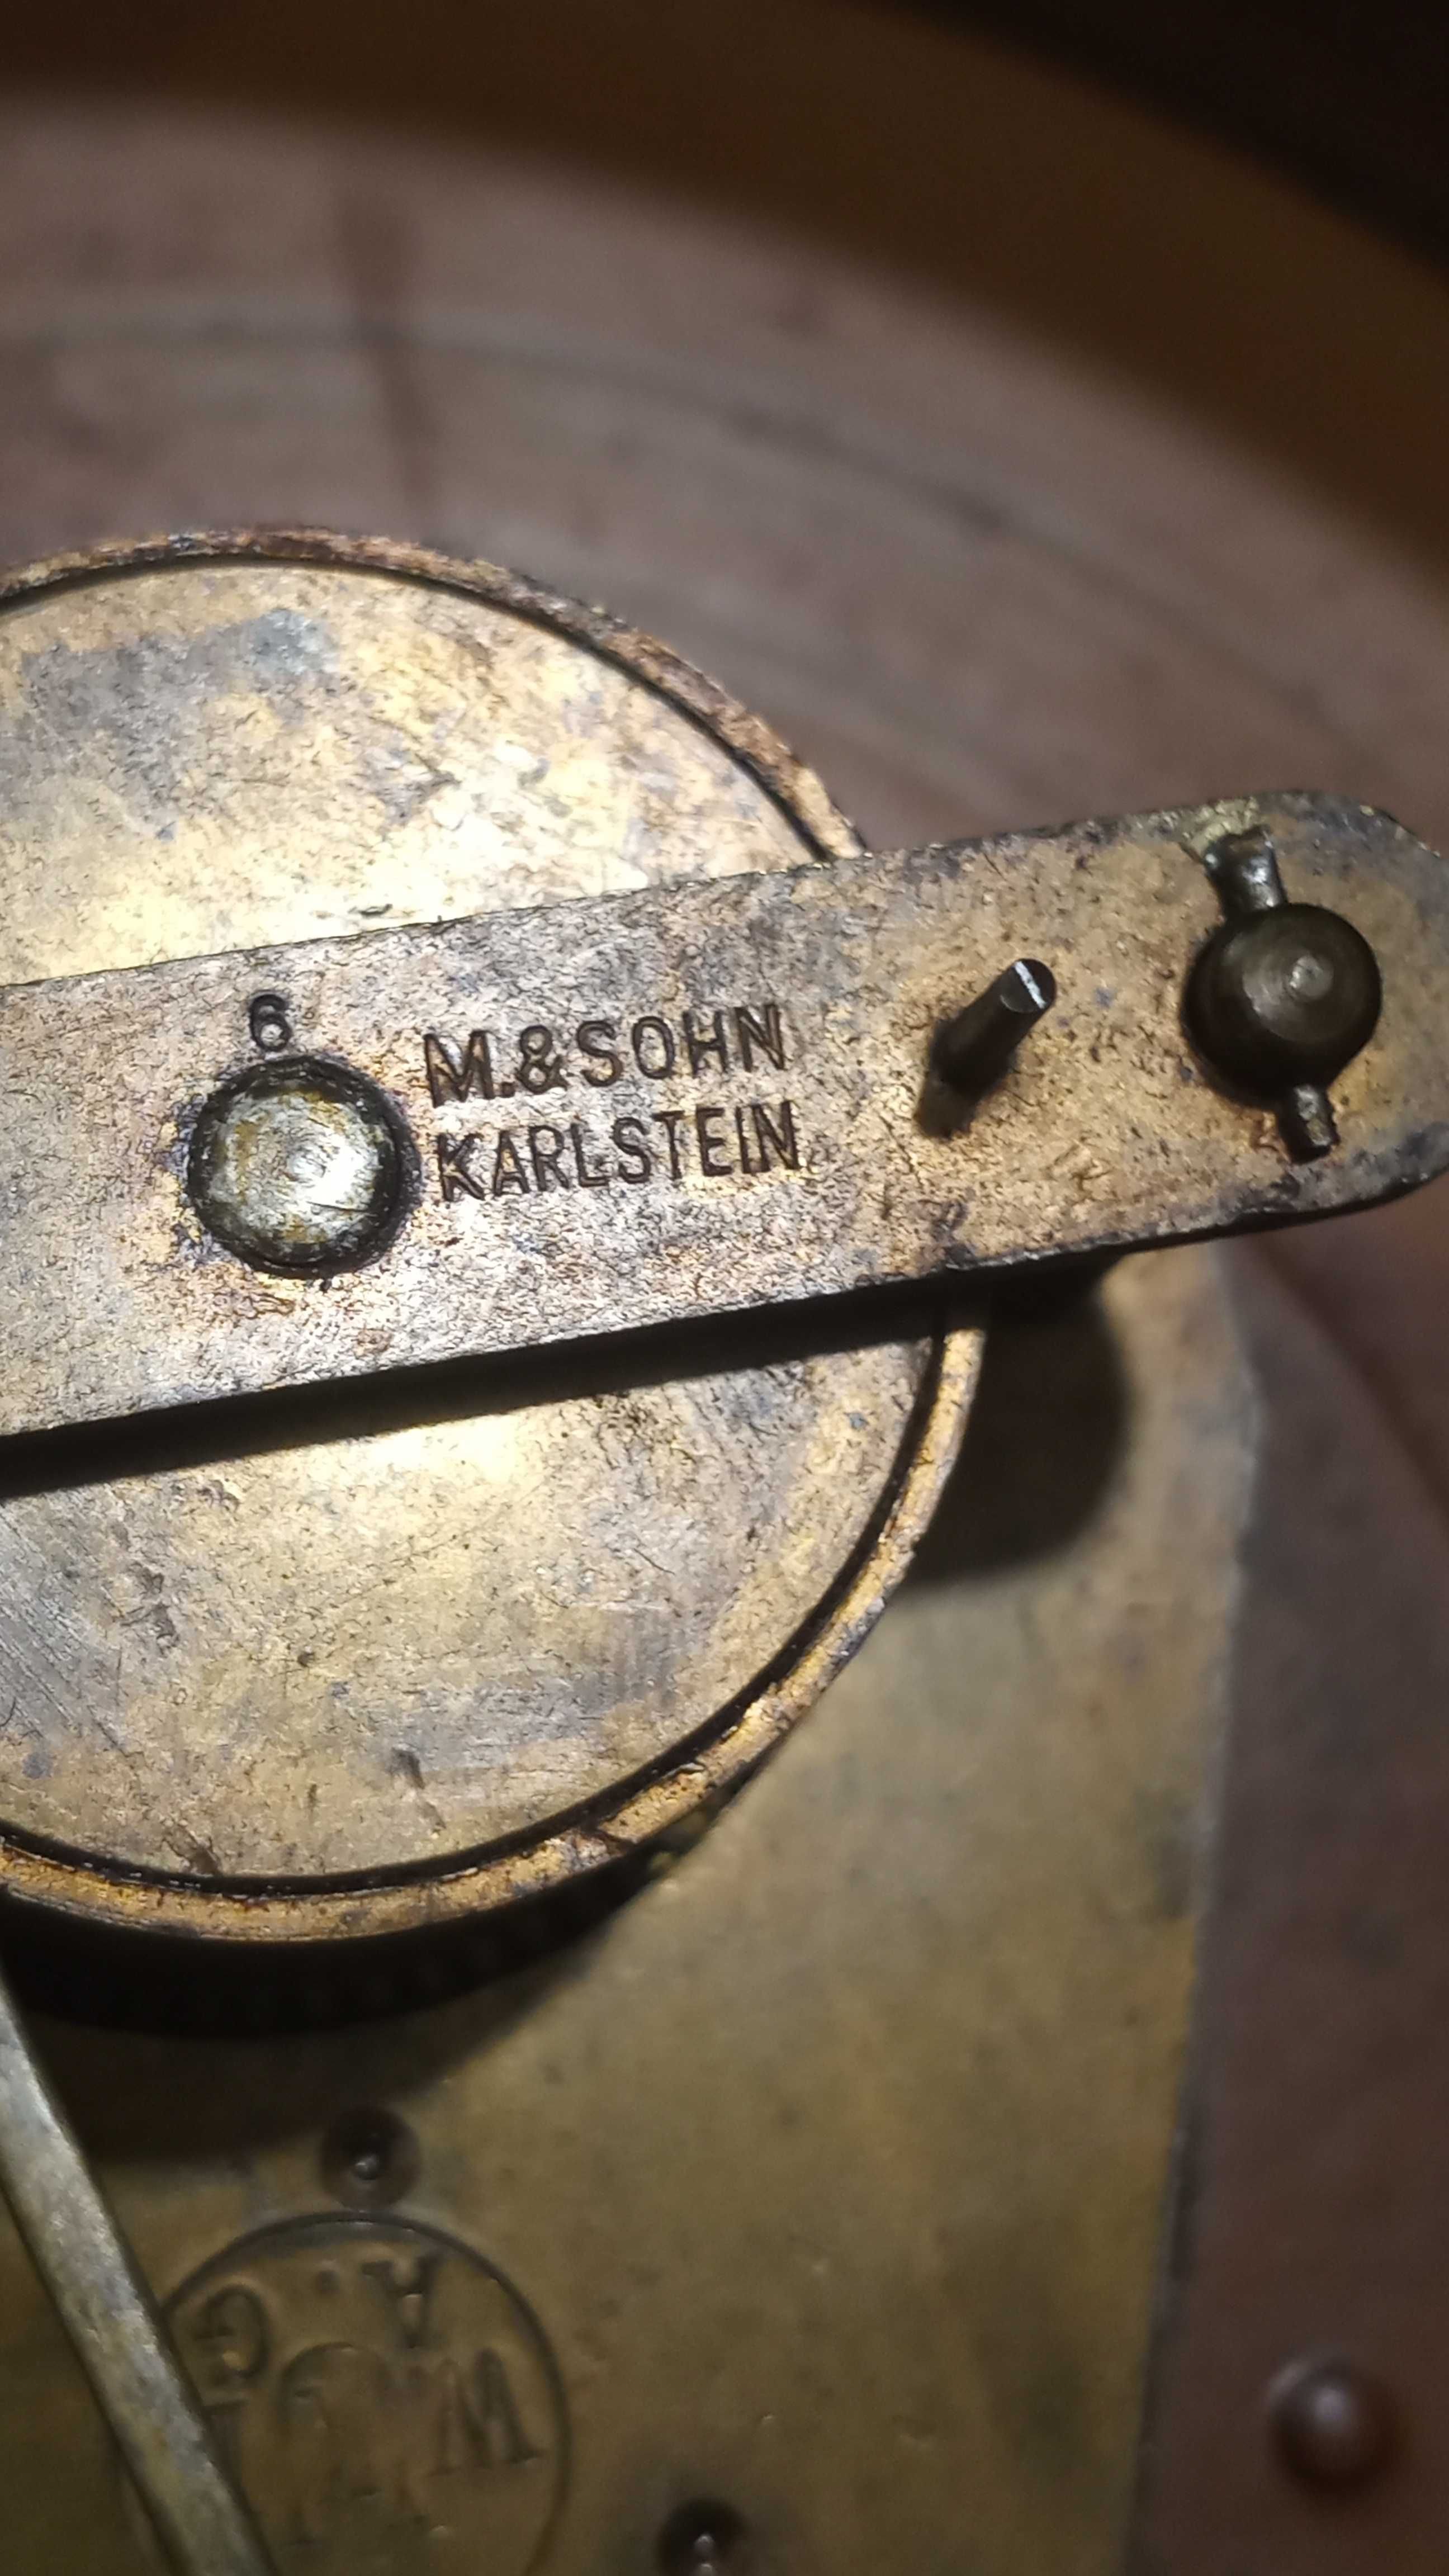 6
M.&SOHN
KARLSTEIN
W.
A.
G